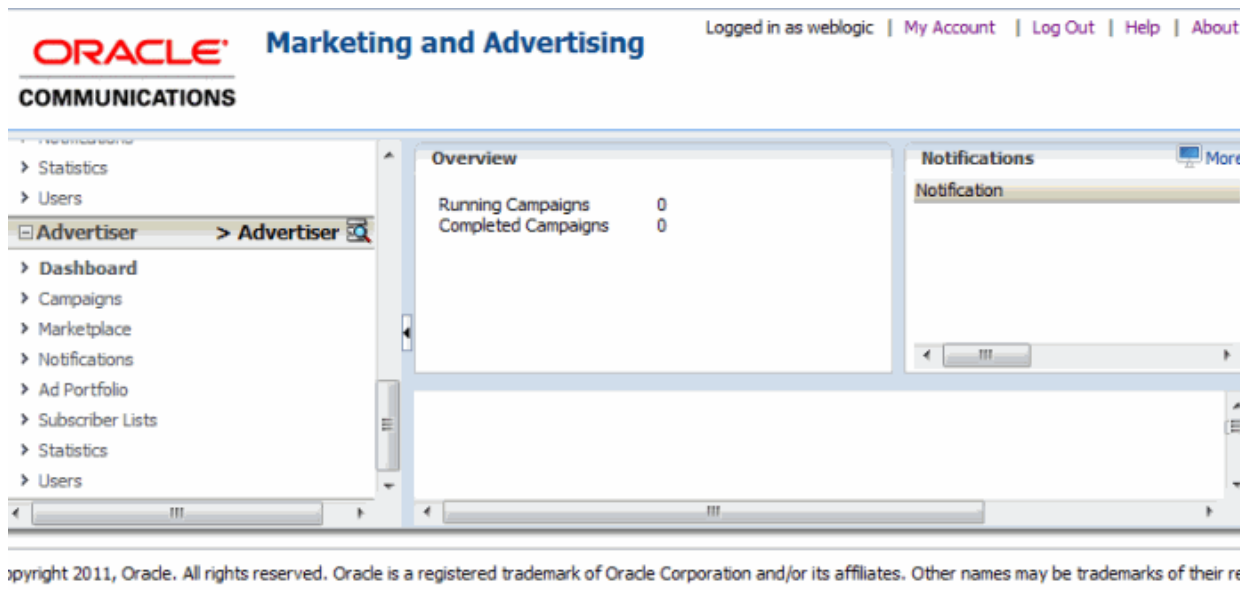 Logged in as weblogic | My Account | Log Out | Help | About
ORACLE
COMMUNICATIONS
Marketing and Advertising
Statistics
Users
Advertiser > Advertiser
Dashboard
Campaigns
Marketplace
Notifications
Ad Portfolio
Subscriber Lists
Statistics
Users
Overview
Running Campaigns 0
Completed Campaigns 0
Notifications More
Notification
opyright 2011, Oracle. All rights reserved. Oracle is a registered trademark of Oracle Corporation and/or its affiliates. Other names may be trademarks of their re